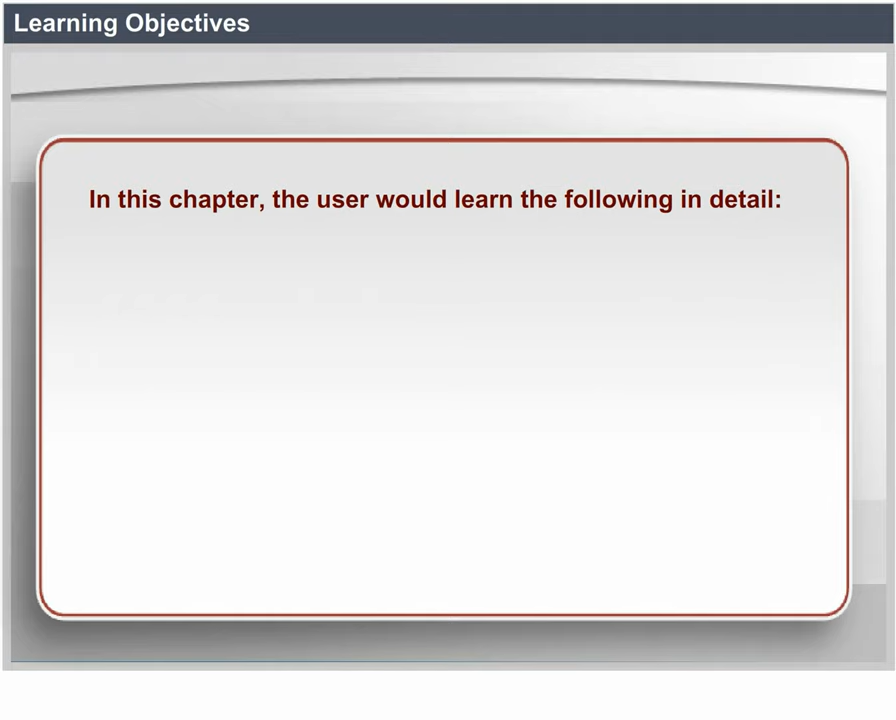 Learning Objectives
In this chapter, the user would learn the following in detail: